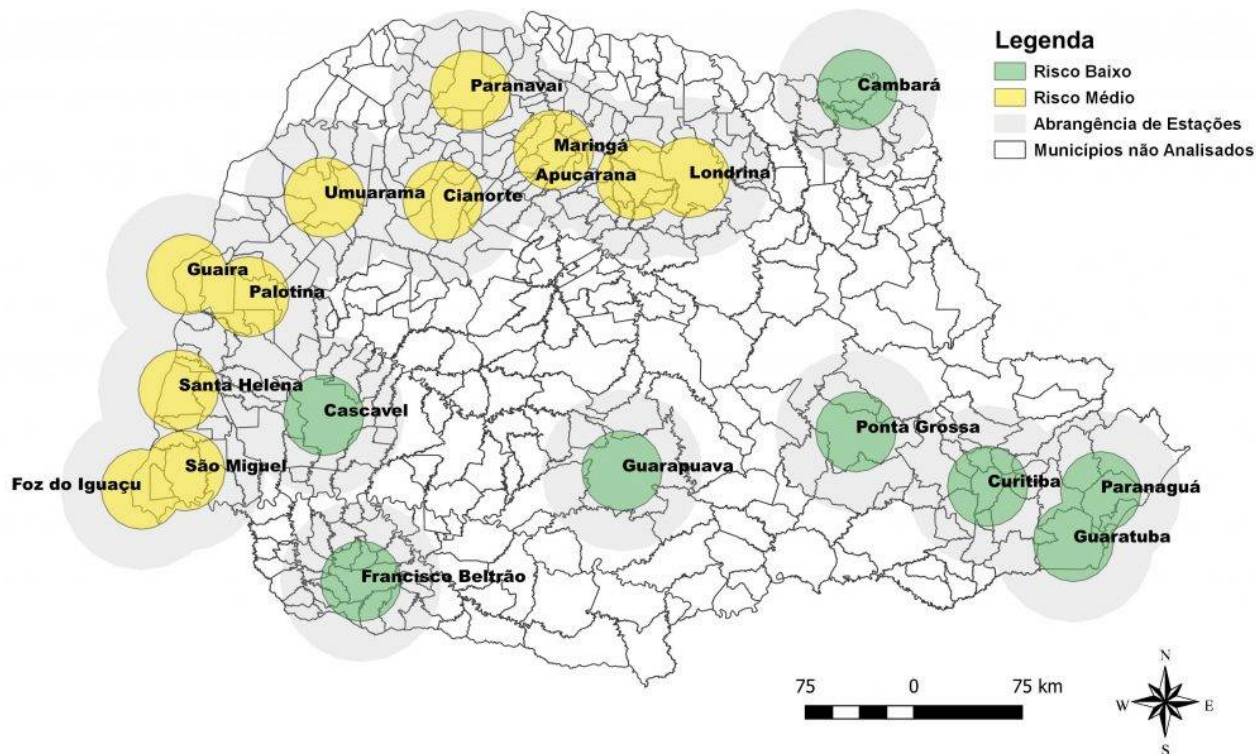 Legenda
Risco Baixo
Risco Médio
Abrangência de Estações
Municípios não Analisados
Paranavai
Cambará
Maringá
Apucarana
Londrina
Umuarama
Cianorte
Guaira
Palotina
Santa Helena
Cascavel
Ponta Grossa
São Miguel
Guarapuava
Foz do Iguaçu
Curitiba
Paranaguá
Guaratuba
Francisco Beltrão
75 0 75 km
N
W E
S